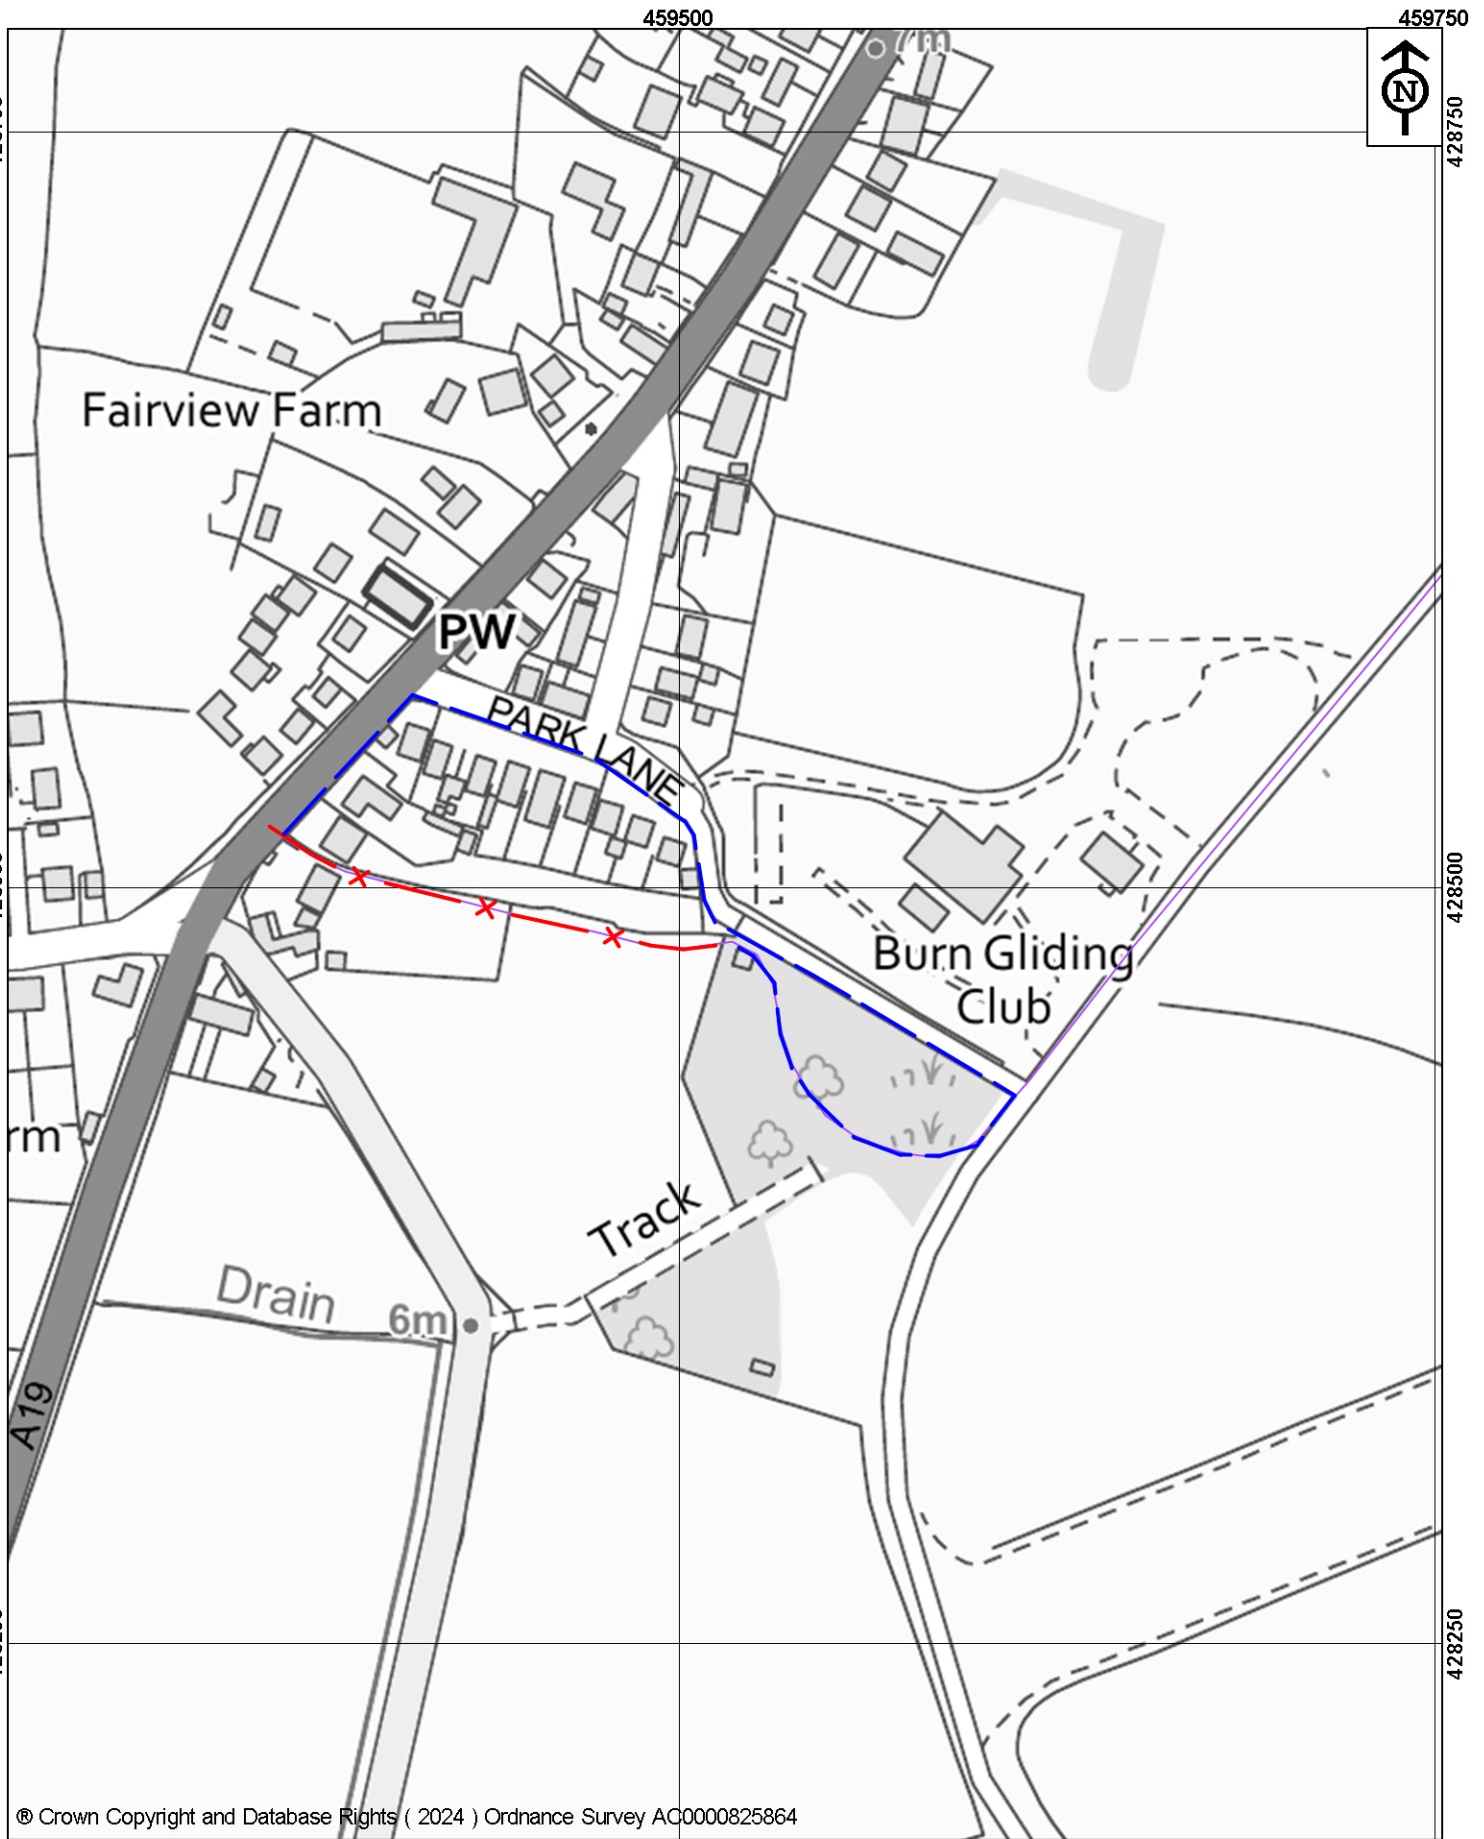 459500
459750
7m
N
428750
Fairview Farm
PW
PARK LANE
428500
Burn Gliding
Club
rm
Track
Drain
6m
A19
428250
® Crown Copyright and Database Rights ( 2024 ) Ordnance Survey AC0000825864